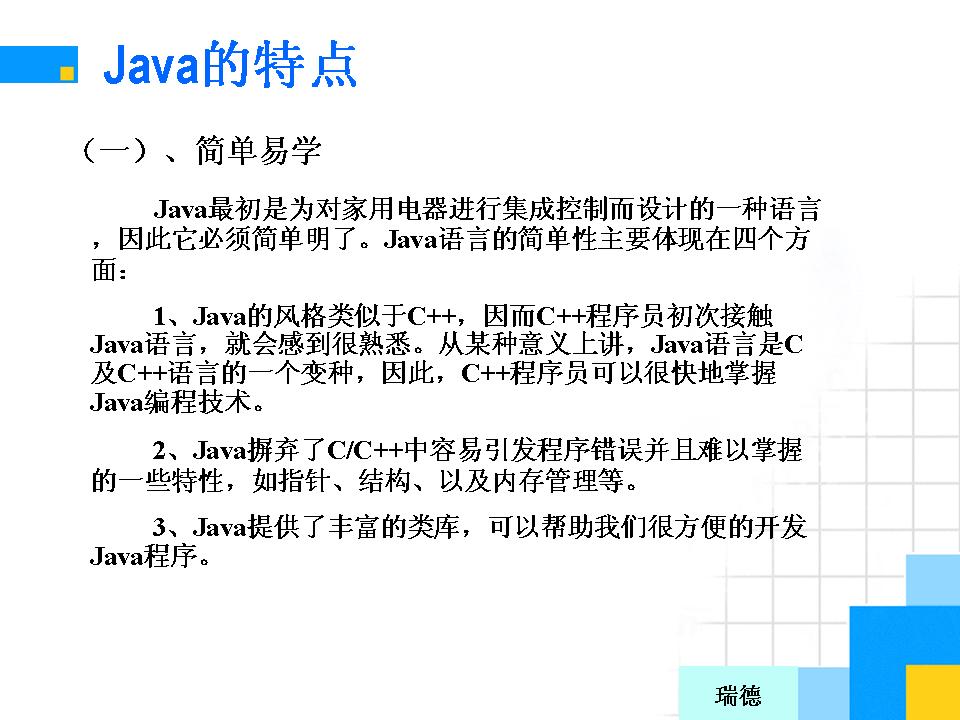 Java的特点
（一）、简单易学
Java最初是为对家用电器进行集成控制而设计的一种语言
，因此它必须简单明了。Java语言的简单性主要体现在四个方
面：
1、Java的风格类似于C++，因而C++程序员初次接触
Java语言，就会感到很熟悉。从某种意义上讲，Java语言是C
及C++语言的一个变种，因此，C++程序员可以很快地掌握
Java编程技术。
2、Java摒弃了C/C++中容易引发程序错误并且难以掌握
的一些特性，如指针、结构、以及内存管理等。
3、Java提供了丰富的类库，可以帮助我们很方便的开发
Java程序。
瑞德